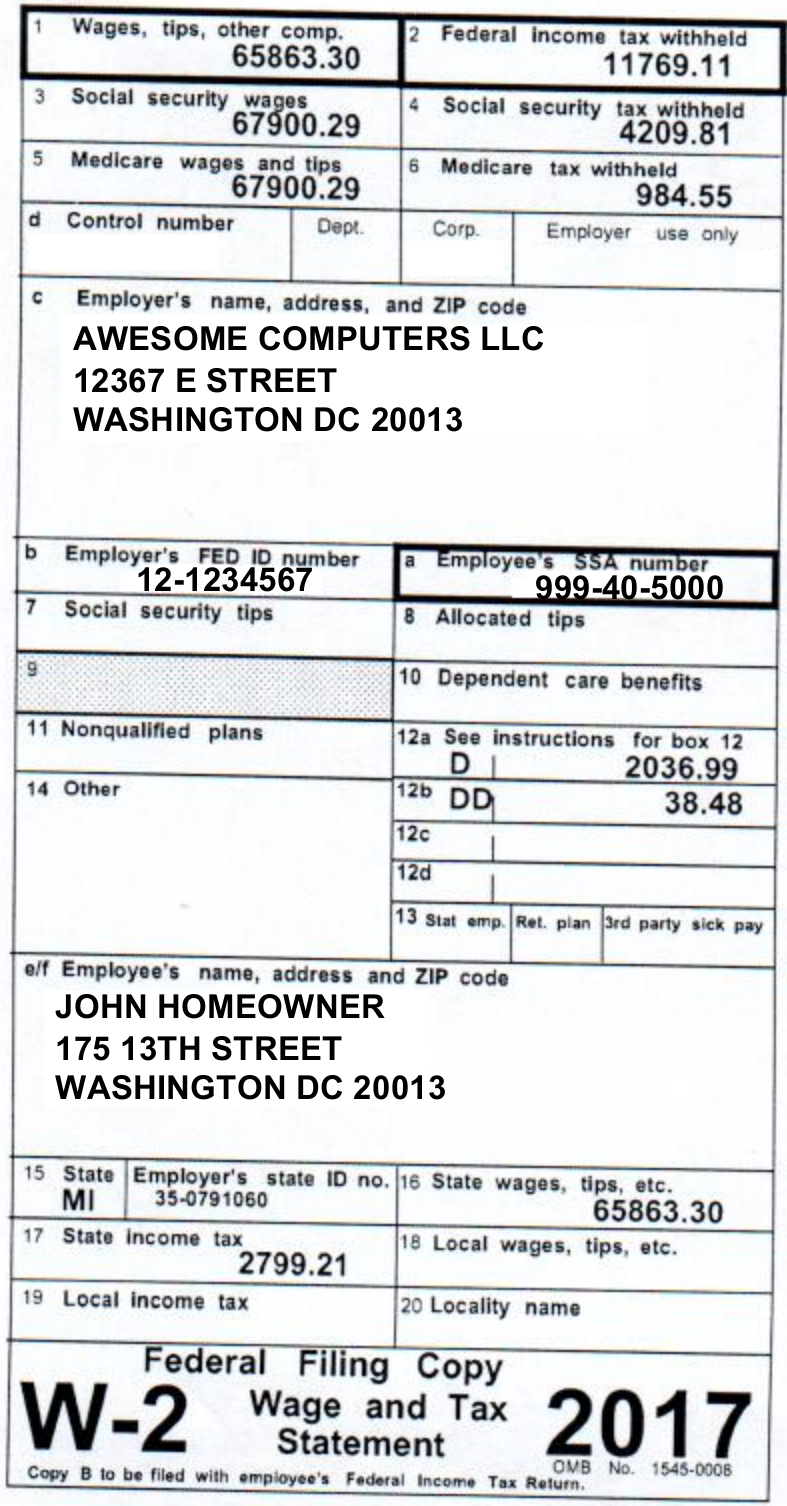 1 Wages, tips, other comp.
65863.30
2 Federal income tax withheld
11769.11
3 Social security wages
67900.29
4 Social security tax withheld
4209.81
5 Medicare wages and tips
67900.29
6 Medicare tax withheld
984.55
d Control number
Dept.
Corp.
Employer use only
c Employer's name, address, and ZIP code
AWESOME COMPUTERS LLC
12367 E STREET
WASHINGTON DC 20013
b Employer's FED ID number
12-1234567
a Employee's SSA number
999-40-5000
7 Social security tips
8 Allocated tips
9
10 Dependent care benefits
11 Nonqualified plans
12a See instructions for box 12
D 2036.99
14 Other
12b DD 38.48
12c
12d
13 Stat emp. Ret. plan 3rd party sick pay
e/f Employee's name, address and ZIP code
JOHN HOMEOWNER
175 13TH STREET
WASHINGTON DC 20013
15 State
MI
Employer's state ID no.
35-0791060
16 State wages, tips, etc.
65863.30
17 State income tax
2799.21
18 Local wages, tips, etc.
19 Local income tax
20 Locality name
Federal Filing Copy
W-2 Wage and Tax
Statement
2017
OMB No. 1545-0008
Copy B to be filed with employee's Federal Income Tax Return.